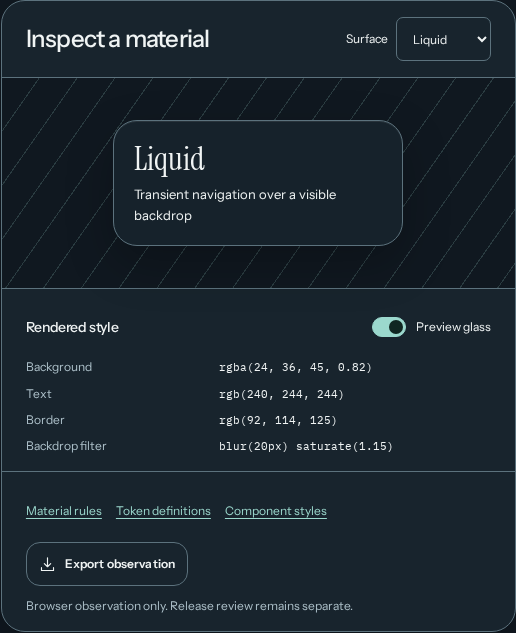 Inspect a material
Surface
Liquid
Liquid
Transient navigation over a visible
backdrop
Rendered style
Preview glass
Background rgba(24, 36, 45, 0.82)
Text rgb(240, 244, 244)
Border rgb(92, 114, 125)
Backdrop filter blur(20px) saturate(1.15)
Material rules Token definitions Component styles
Export observation
Browser observation only. Release review remains separate.